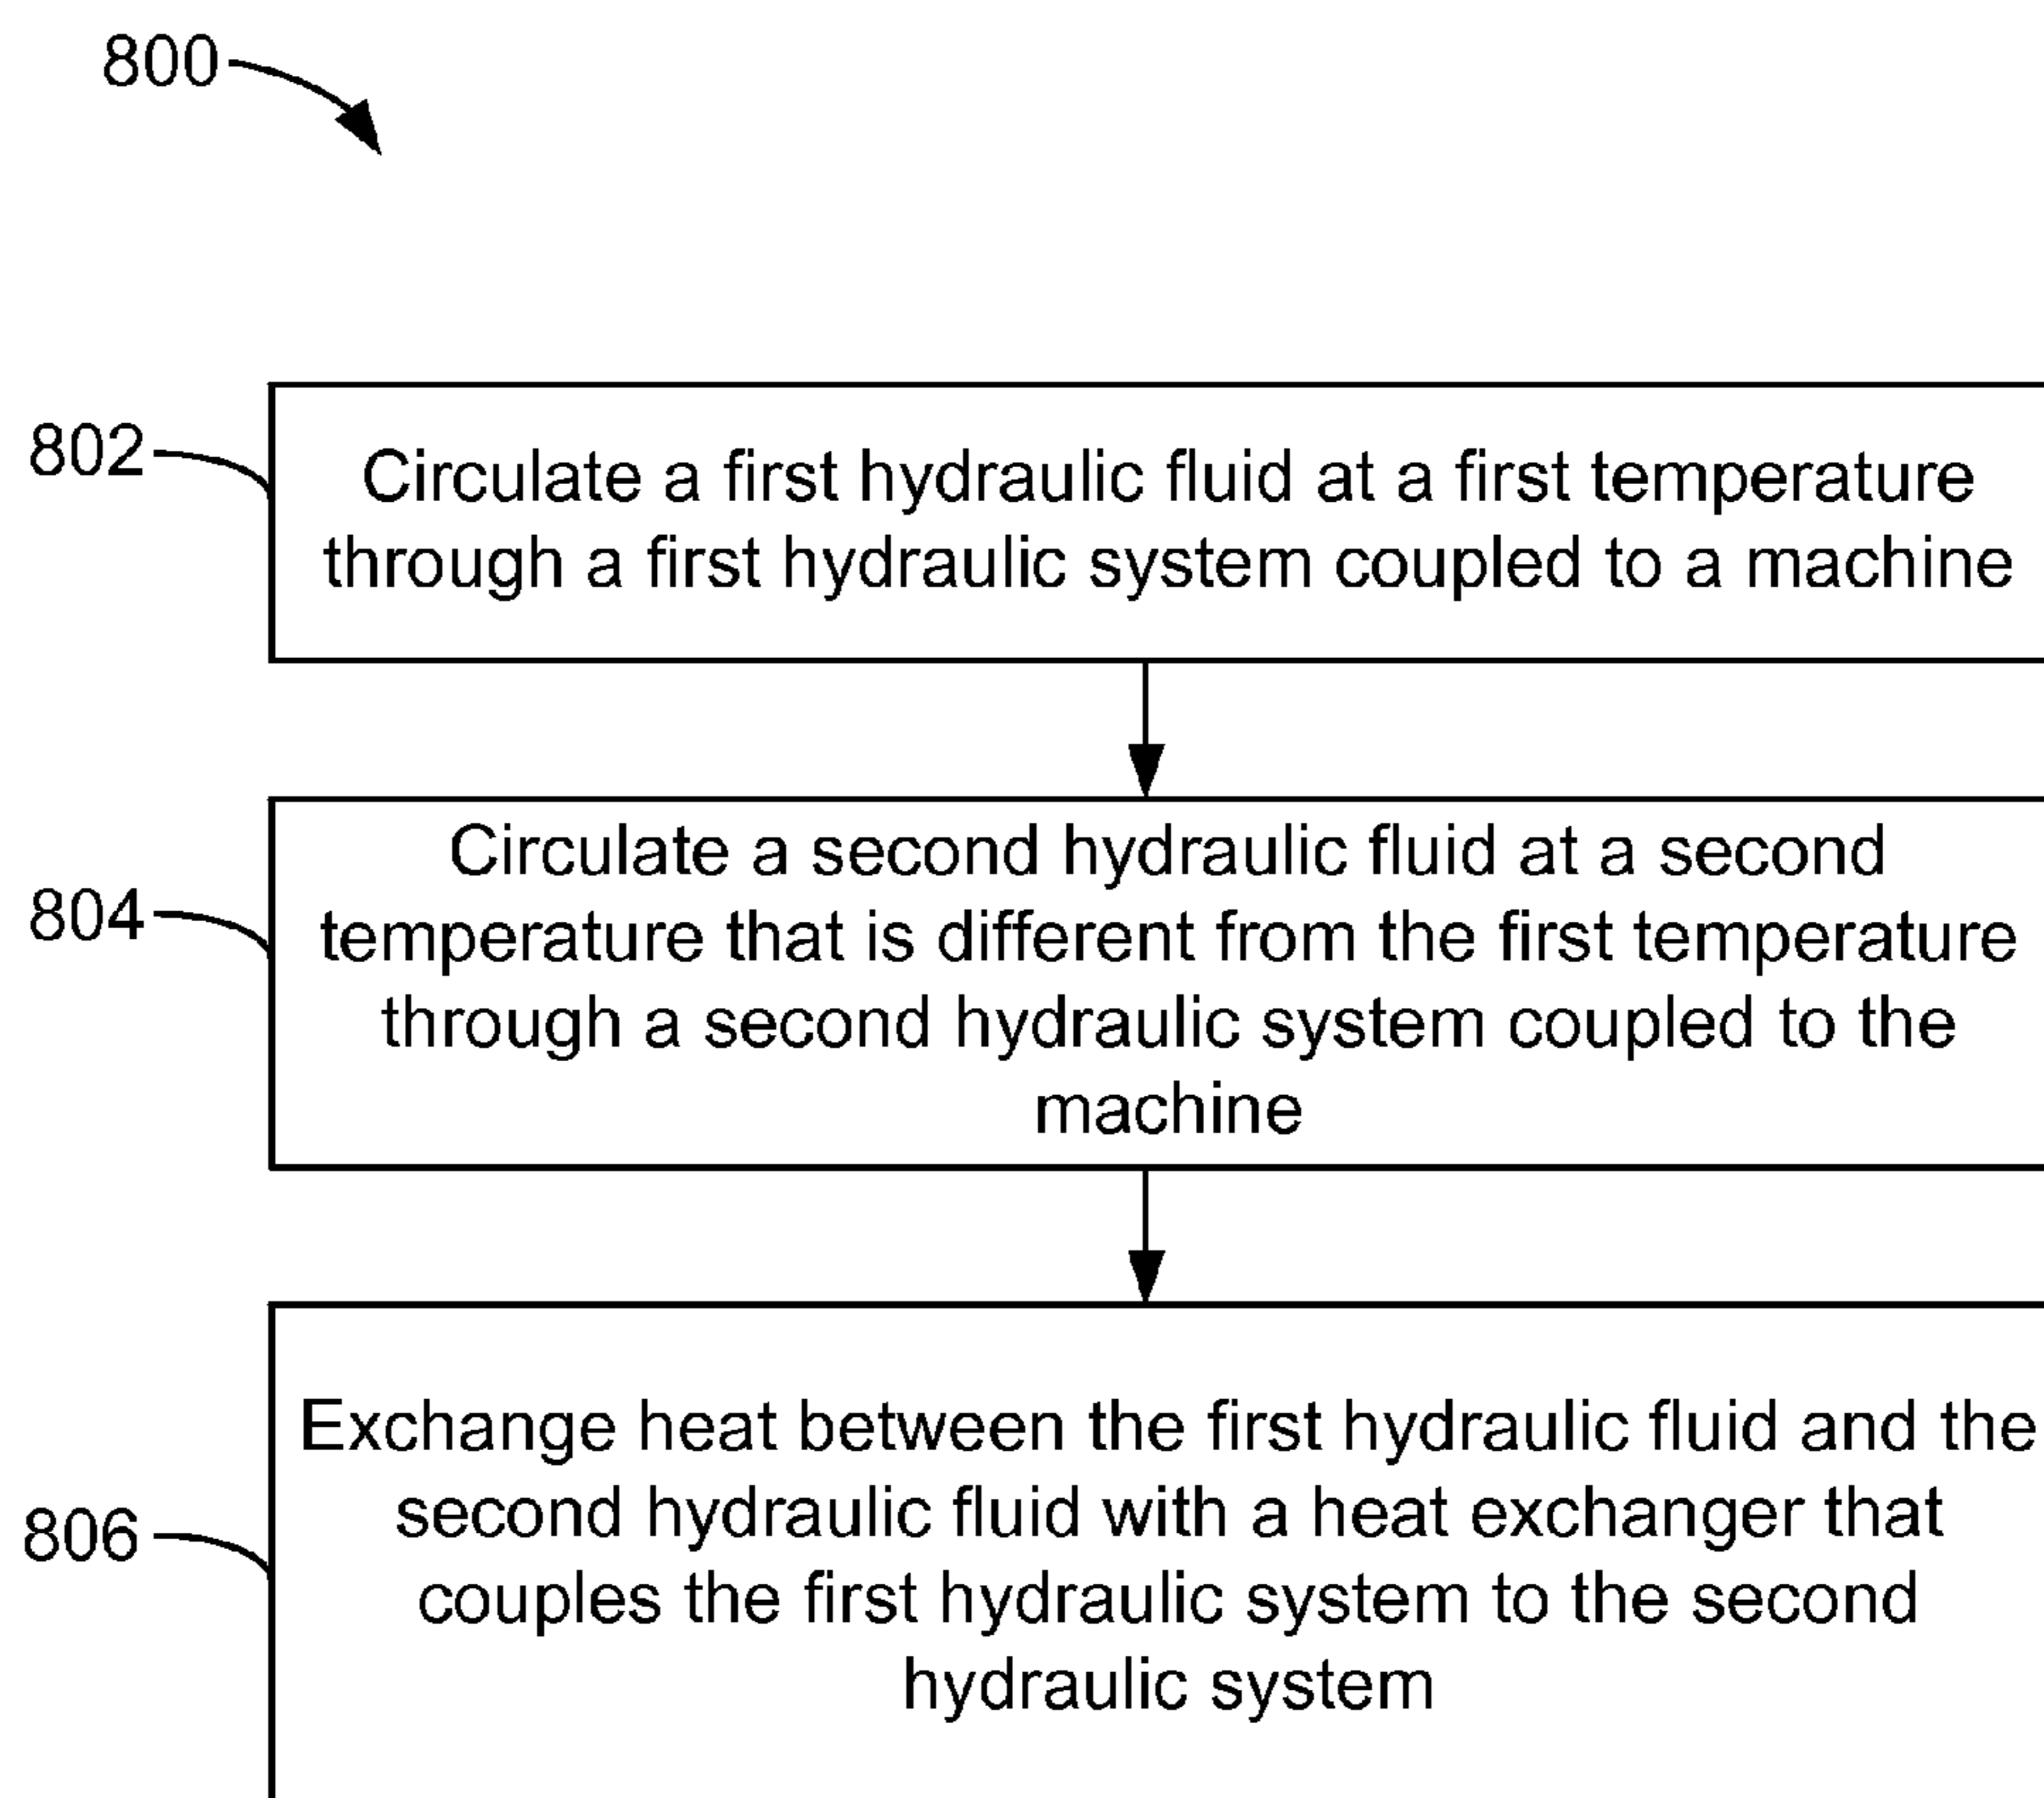 800
802
Circulate a first hydraulic fluid at a first temperature
through a first hydraulic system coupled to a machine
804
Circulate a second hydraulic fluid at a second
temperature that is different from the first temperature
through a second hydraulic system coupled to the
machine
806
Exchange heat between the first hydraulic fluid and the
second hydraulic fluid with a heat exchanger that
couples the first hydraulic system to the second
hydraulic system